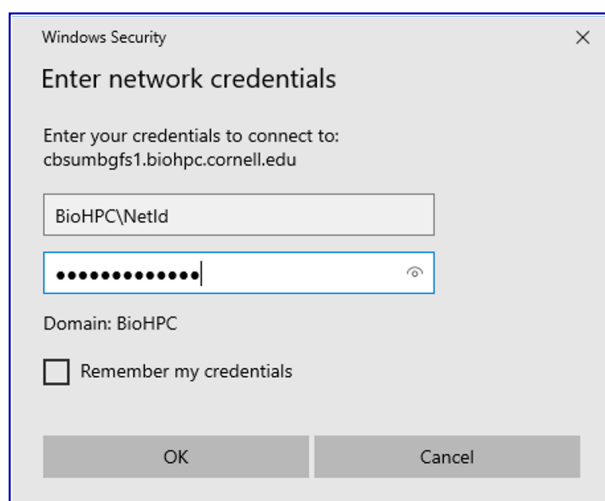 Windows Security
Enter network credentials
Enter your credentials to connect to:
cbsumbgfs1.biohpc.cornell.edu
BioHPC\NetId
•••••••••••••
Domain: BioHPC
Remember my credentials
OK
Cancel